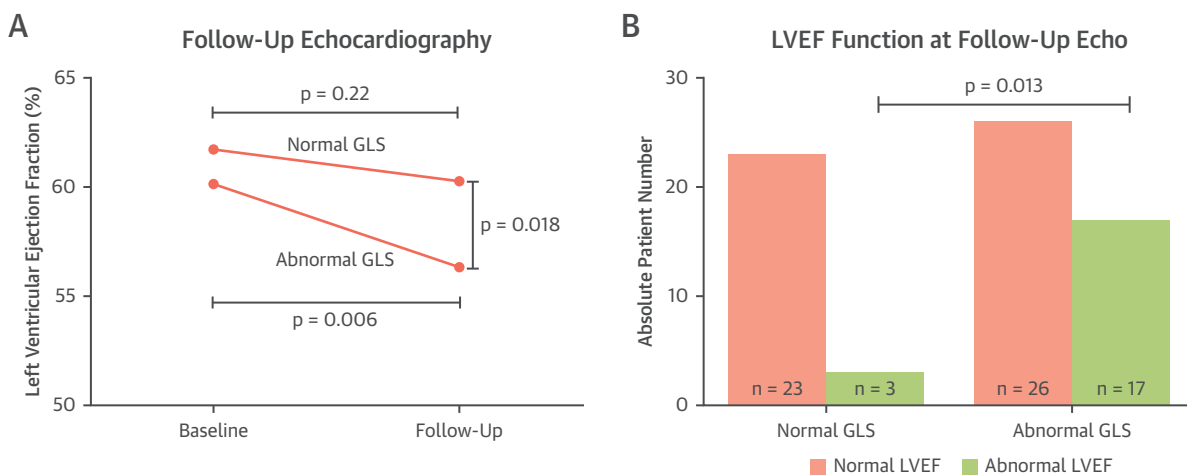 A
Follow-Up Echocardiography
Left Ventricular Ejection Fraction (%)
65
60
55
50
p = 0.22
Normal GLS
p = 0.018
Abnormal GLS
p = 0.006
Baseline
Follow-Up
B
LVEF Function at Follow-Up Echo
Absolute Patient Number
30
20
10
0
p = 0.013
n = 23
n = 3
n = 26
n = 17
Normal GLS
Abnormal GLS
Normal LVEF
Abnormal LVEF